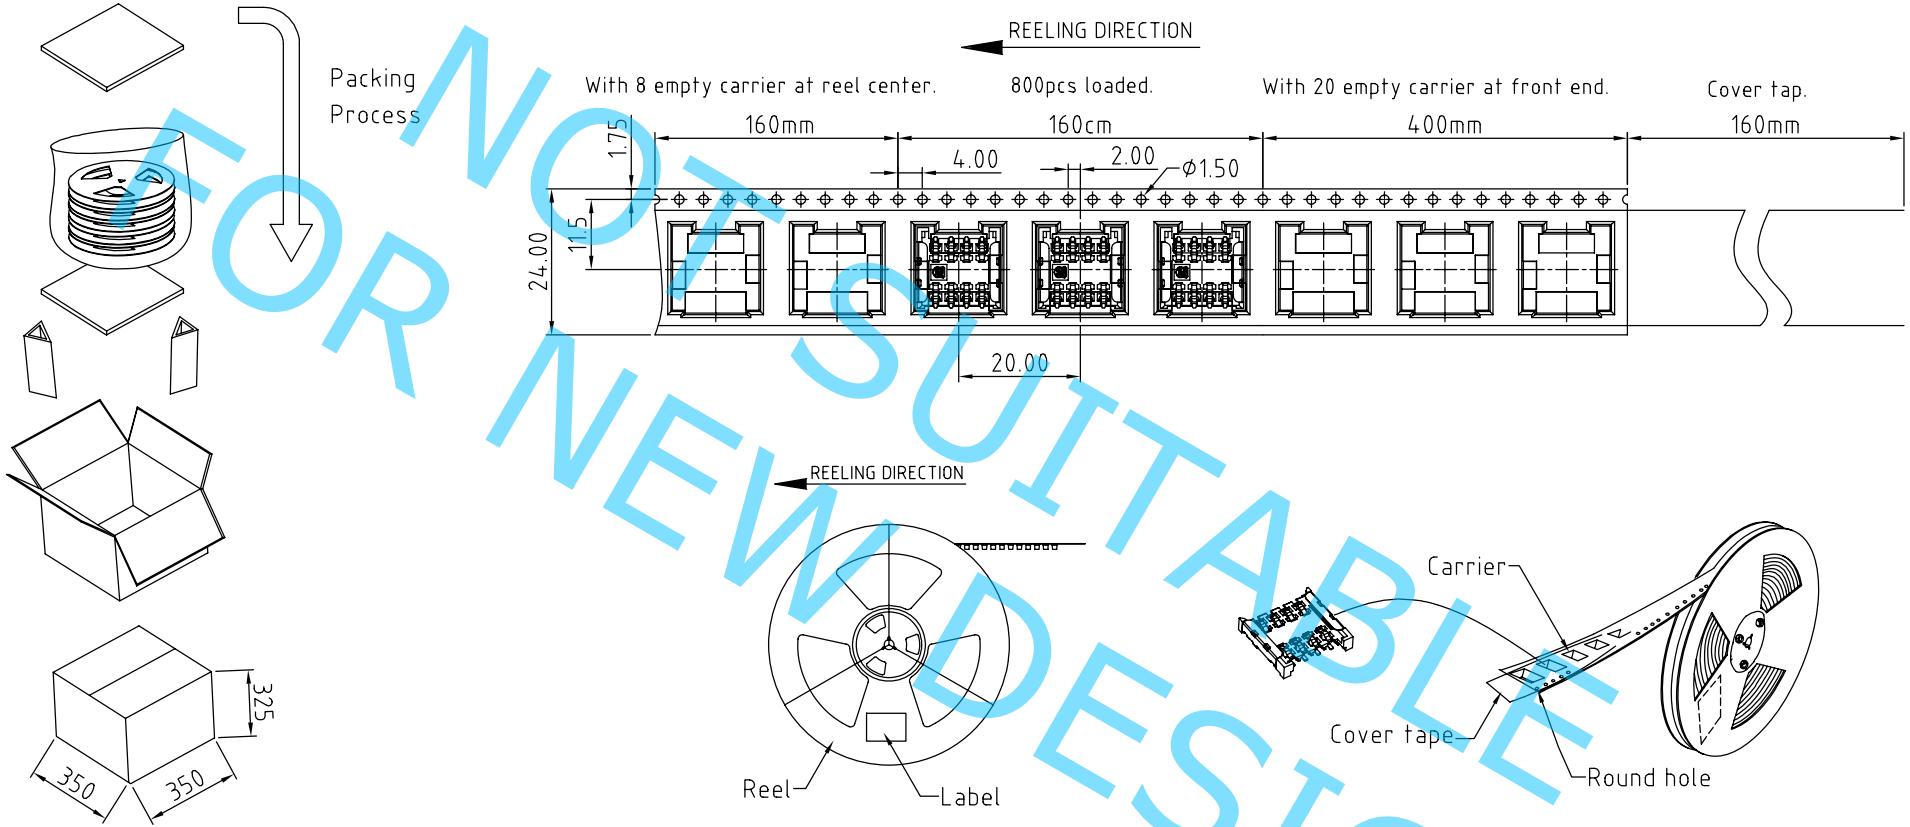 Packing
Process
REELING DIRECTION
With 8 empty carrier at reel center.
800pcs loaded.
With 20 empty carrier at front end.
Cover tap.
160mm
160cm
400mm
160mm
1.75
4.00
2.00
Ø1.50
11.5
24.00
20.00
REELING DIRECTION
Reel
Label
Carrier
Cover tape
Round hole
325
350
350
NOT SUITABLE
FOR NEW DESIG